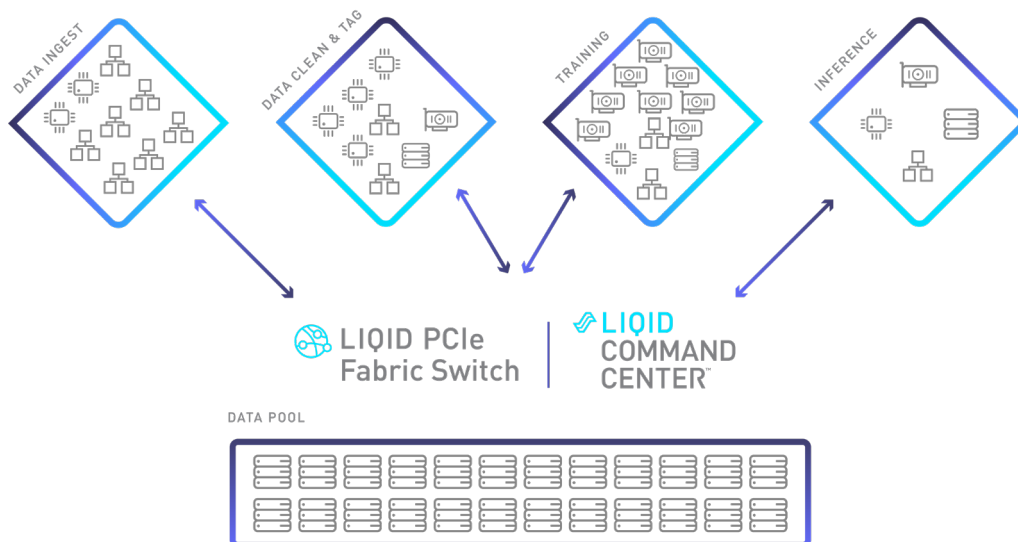 DATA INGEST
DATA CLEAN & TAG
TRAINING
INFERENCE
LIQID PCIe
Fabric Switch
LIQID
COMMAND
CENTER™
DATA POOL